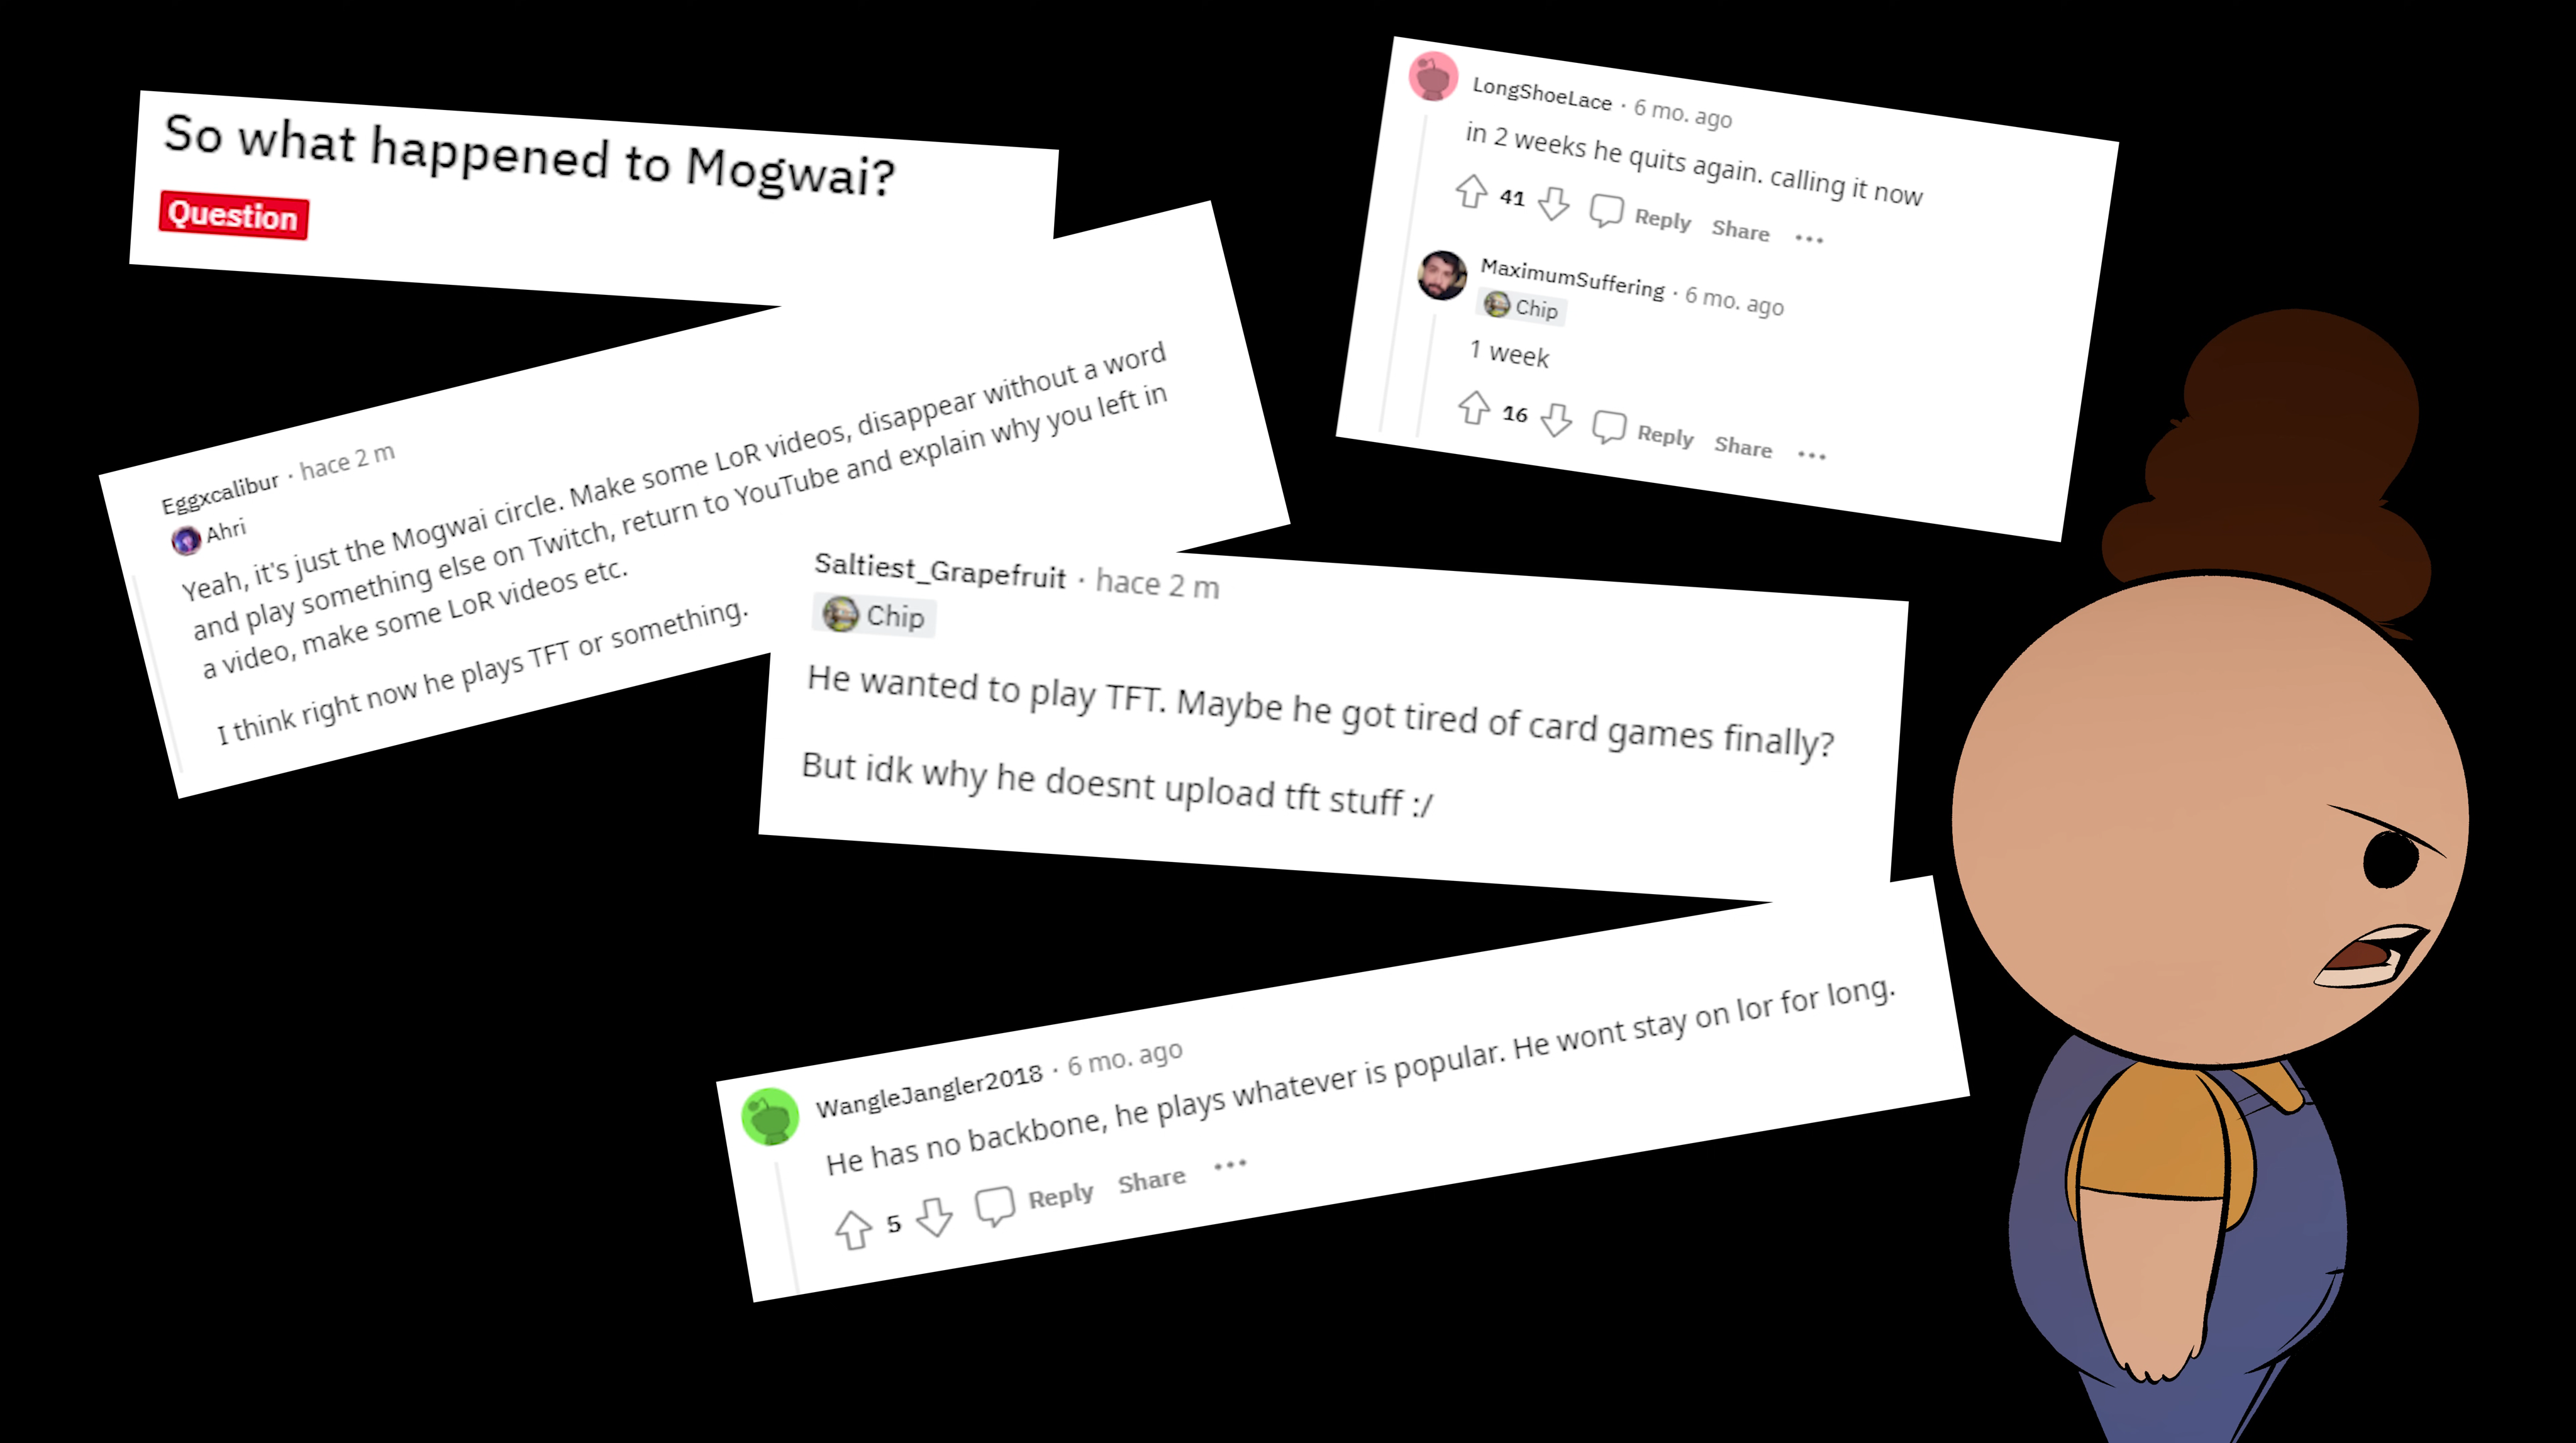 So what happened to Mogwai?
Question
LongShoeLace · 6 mo. ago
in 2 weeks he quits again. calling it now
41 Reply Share ...
MaximumSuffering · 6 mo. ago
Chip
1 week
16 Reply Share ...
Eggxcalibur · hace 2 m
Ahri
Yeah, it's just the Mogwai circle. Make some LoR videos, disappear without a word
and play something else on Twitch, return to YouTube and explain why you left in
a video, make some LoR videos etc.
I think right now he plays TFT or something.
Saltiest_Grapefruit · hace 2 m
Chip
He wanted to play TFT. Maybe he got tired of card games finally?
But idk why he doesnt upload tft stuff :/
WangleJangler2018 · 6 mo. ago
He has no backbone, he plays whatever is popular. He wont stay on lor for long.
5 Reply Share ...